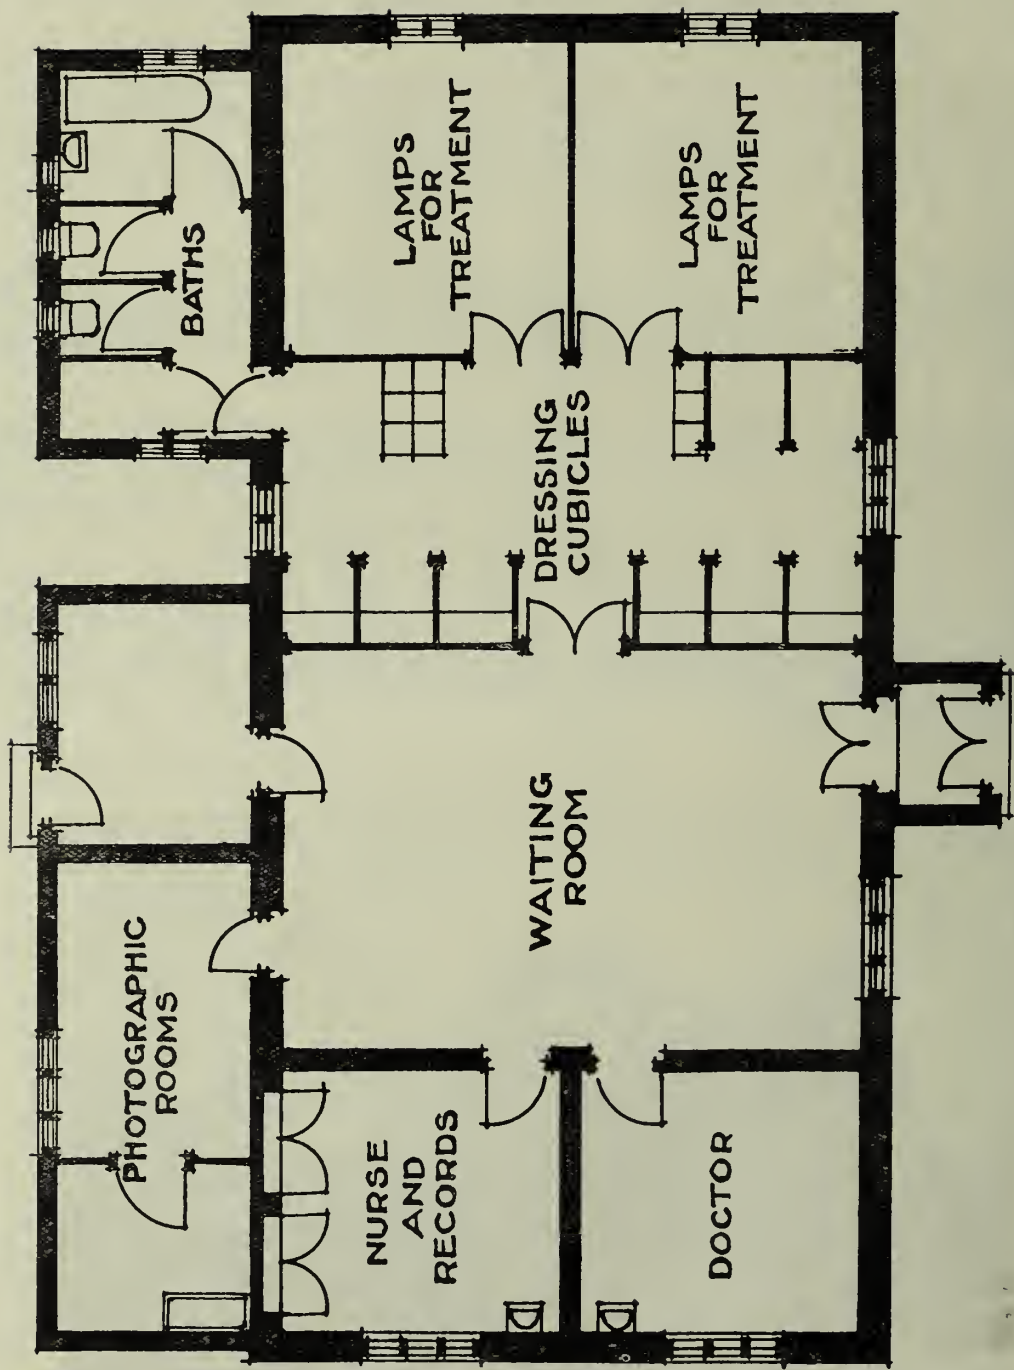 BATHS
LAMPS
FOR
TREATMENT
LAMPS
FOR
TREATMENT
DRESSING
CUBICLES
PHOTOGRAPHIC
ROOMS
WAITING
ROOM
NURSE
AND
RECORDS
DOCTOR